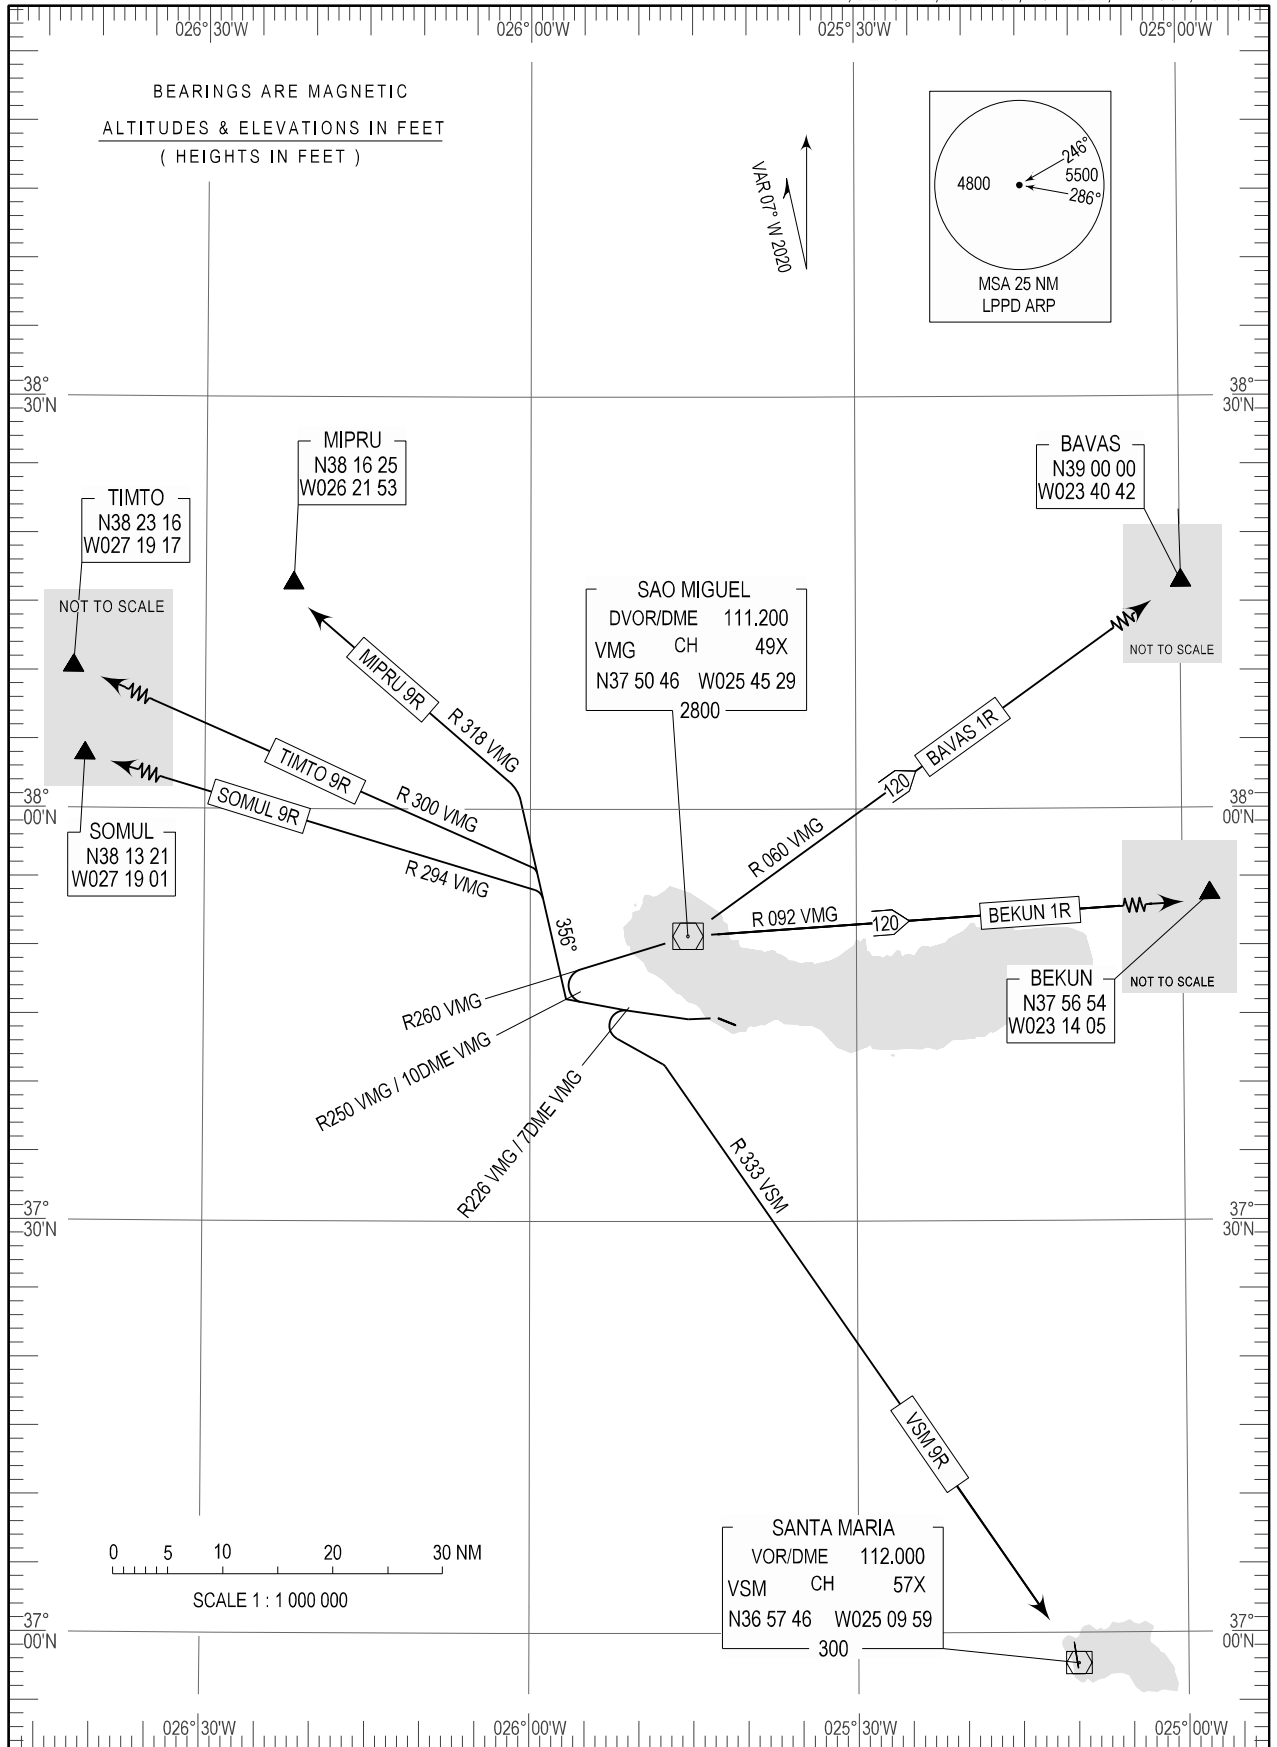 026°30'W
026°00'W
025°30'W
025°00'W
BEARINGS ARE MAGNETIC
ALTITUDES & ELEVATIONS IN FEET
( HEIGHTS IN FEET )
VAR 07° W 2020
246°
4800
5500
286°
MSA 25 NM
LPPD ARP
38°
30'N
38°
30'N
MIPRU
N38 16 25
W026 21 53
BAVAS
N39 00 00
W023 40 42
TIMTO
N38 23 16
W027 19 17
NOT TO SCALE
SAO MIGUEL
DVOR/DME 111.200
VMG CH 49X
N37 50 46 W025 45 29
2800
NOT TO SCALE
MIPRU 9R
R 318 VMG
TIMTO 9R
R 300 VMG
SOMUL 9R
R 294 VMG
BAVAS 1R
120
R 060 VMG
38°
00'N
38°
00'N
SOMUL
N38 13 21
W027 19 01
356°
R 092 VMG
120
BEKUN 1R
NOT TO SCALE
BEKUN
N37 56 54
W023 14 05
R260 VMG
R250 VMG / 10DME VMG
R226 VMG / 7DME VMG
R 333 VSM
37°
30'N
37°
30'N
VSM 9R
0 5 10 20 30 NM
SCALE 1 : 1 000 000
SANTA MARIA
VOR/DME 112.000
VSM CH 57X
N36 57 46 W025 09 59
300
37°
00'N
37°
00'N
026°30'W
026°00'W
025°30'W
025°00'W